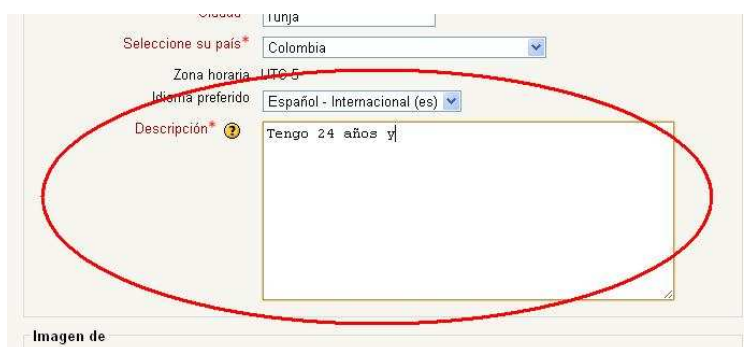 Ciudad Tunja
Seleccione su país* Colombia
Zona horaria UTC-5
Idioma preferido Español - Internacional (es)
Descripción* ? Tengo 24 años y
Imagen de